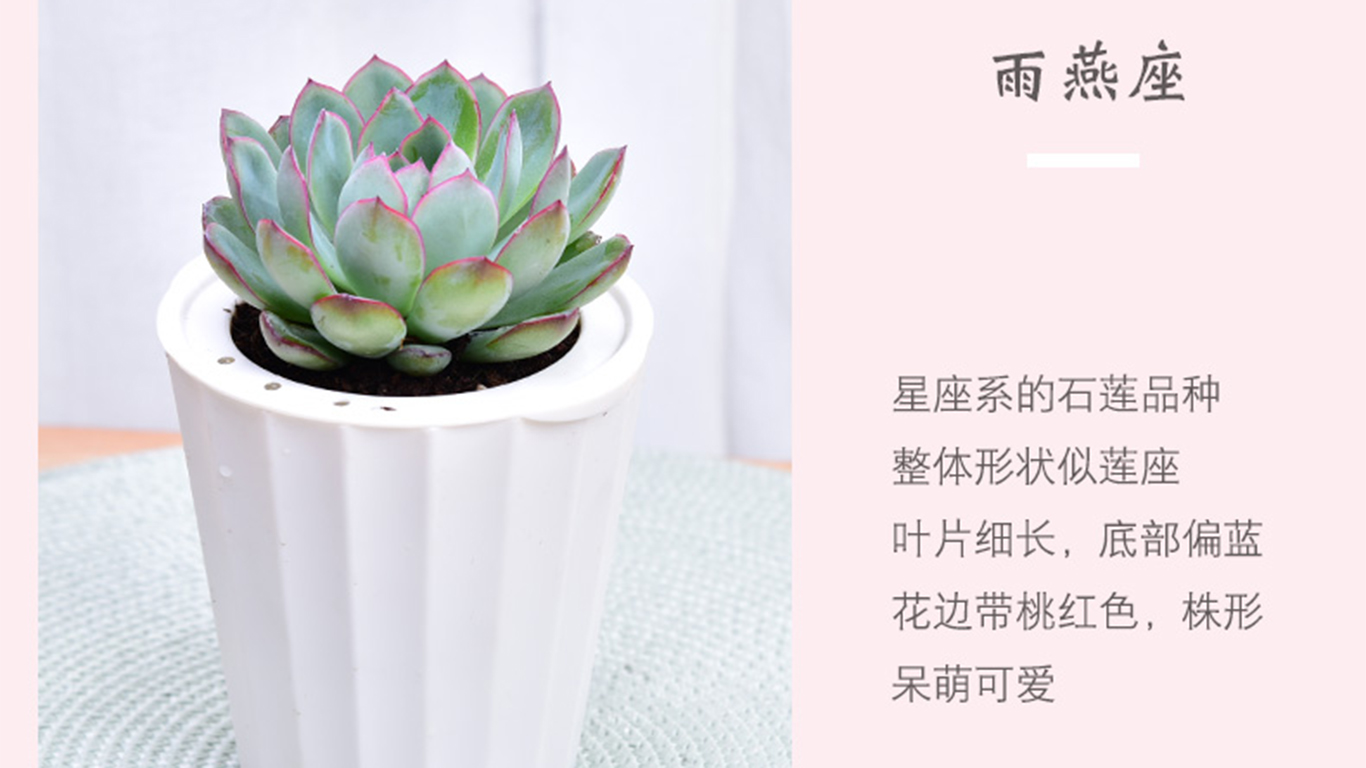 雨燕座
星座系的石莲品种
整体形状似莲座
叶片细长，底部偏蓝
花边带桃红色，株形
呆萌可爱